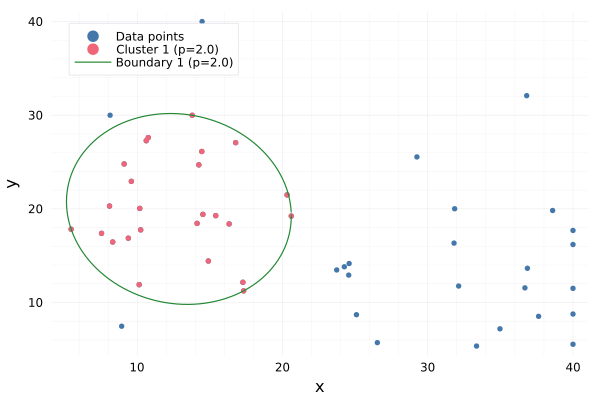 40
30
20
10
y
Data points
Cluster 1 (p=2.0)
Boundary 1 (p=2.0)
10 20 30 40
x